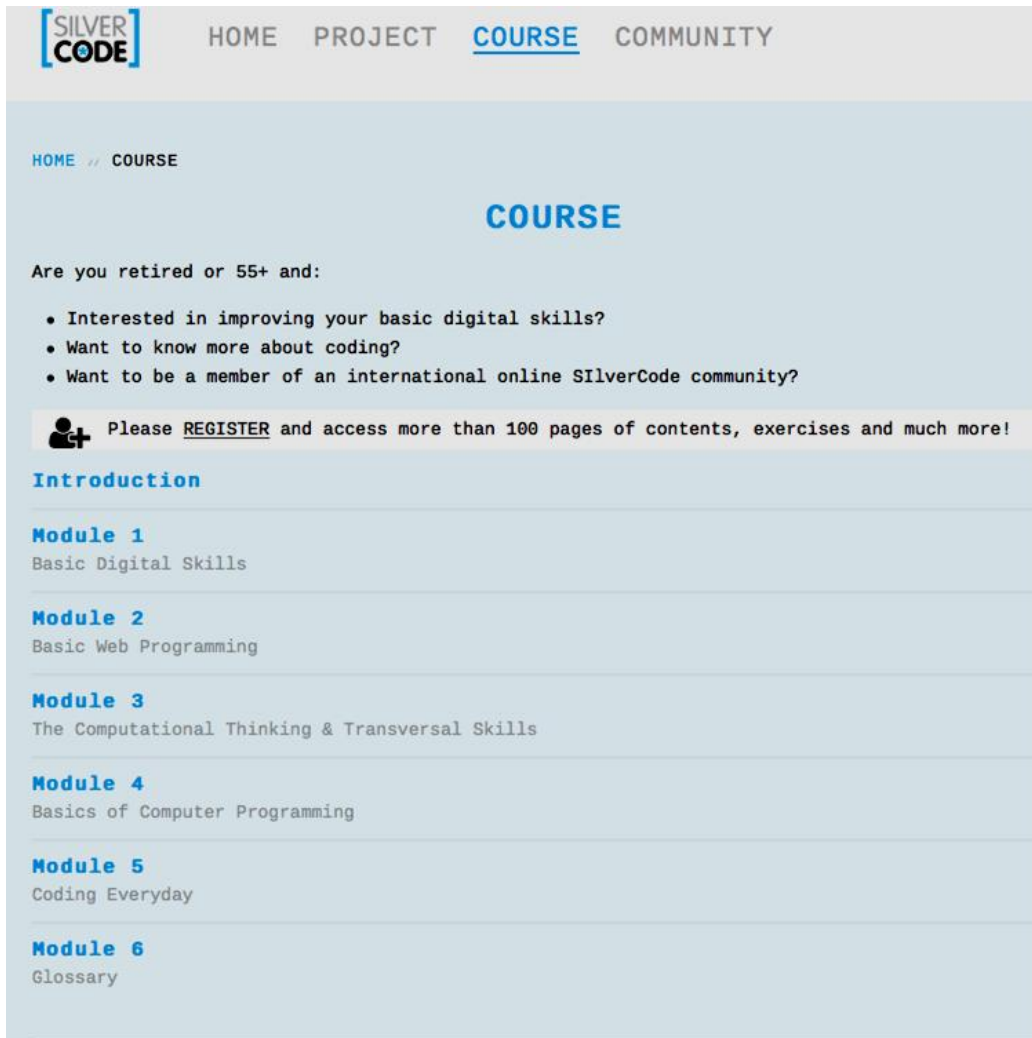 SILVER
CODE
HOME PROJECT COURSE COMMUNITY
HOME // COURSE
COURSE
Are you retired or 55+ and:
• Interested in improving your basic digital skills?
• Want to know more about coding?
• Want to be a member of an international online SIlverCode community?
Please REGISTER and access more than 100 pages of contents, exercises and much more!
Introduction
Module 1
Basic Digital Skills
Module 2
Basic Web Programming
Module 3
The Computational Thinking & Transversal Skills
Module 4
Basics of Computer Programming
Module 5
Coding Everyday
Module 6
Glossary